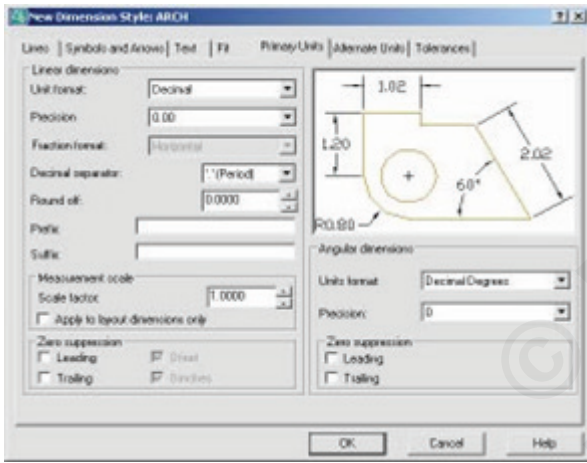 New Dimension Style: ARCH
Lines Symbols and Arrows Text Fit Primary Units Alternate Units Tolerances
Linear dimensions
Unit format: Decimal
Precision 0.00
Fraction format: Horizontal
Decimal separator: '.' (Period)
Round off: 0.0000
Prefix:
Suffix:
Measurement scale
Scale factor: 1.0000
Apply to layout dimensions only
Zero suppression
Leading 0 feet
Trailing 0 inches
1.02
1.20
2.02
60°
R0.80
Angular dimensions
Units format: Decimal Degrees
Precision: 0
Zero suppression
Leading
Trailing
OK Cancel Help
©